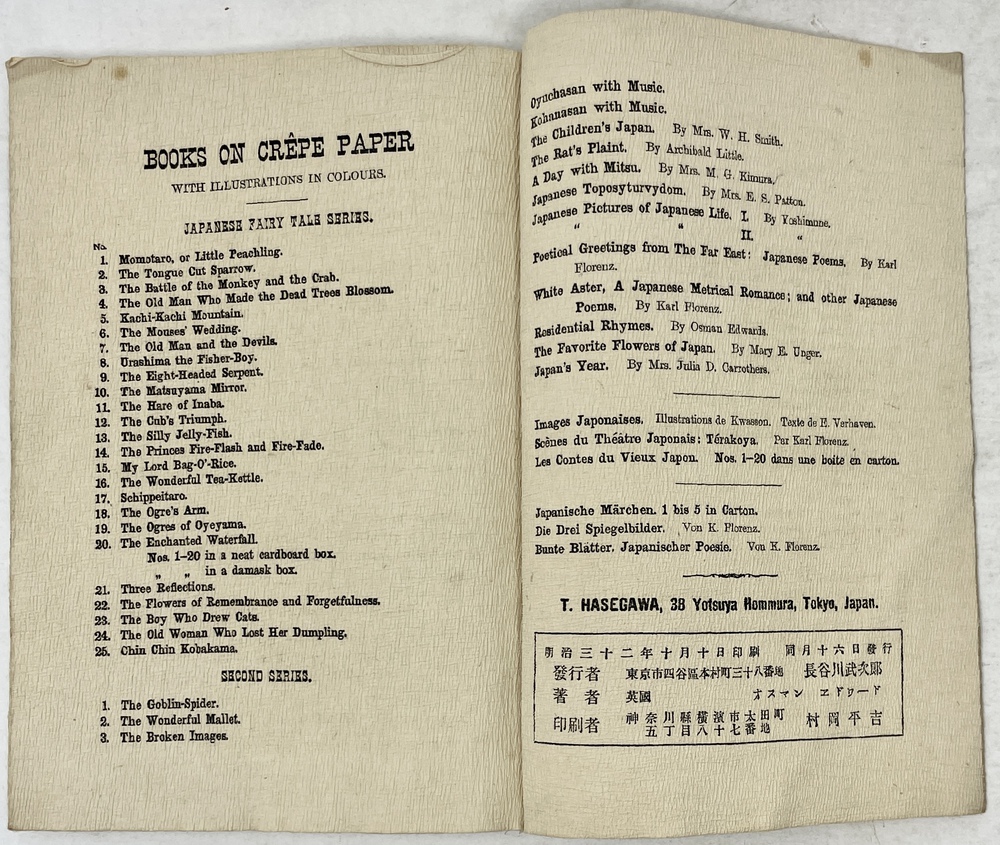 BOOKS ON CRÊPE PAPER
WITH ILLUSTRATIONS IN COLOURS.
JAPANESE FAIRY TALE SERIES.
No.
1. Momotaro, or Little Peachling.
2. The Tongue Cut Sparrow.
3. The Battle of the Monkey and the Crab.
4. The Old Man Who Made the Dead Trees Blossom.
5. Kachi-Kachi Mountain.
6. The Mouses' Wedding.
7. The Old Man and the Devils.
8. Urashima the Fisher-Boy.
9. The Eight-Headed Serpent.
10. The Matsuyama Mirror.
11. The Hare of Inaba.
12. The Cub's Triumph.
13. The Silly Jelly-Fish.
14. The Princes Fire-Flash and Fire-Fade.
15. My Lord Bag-O'-Rice.
16. The Wonderful Tea-Kettle.
17. Schippeitaro.
18. The Ogre's Arm.
19. The Ogres of Oyeyama.
20. The Enchanted Waterfall.
Nos. 1–20 in a neat cardboard box.
„ „ in a damask box.
21. Three Reflections.
22. The Flowers of Remembrance and Forgetfulness.
23. The Boy Who Drew Cats.
24. The Old Woman Who Lost Her Dumpling.
25. Chin Chin Kobakama.
SECOND SERIES.
1. The Goblin-Spider.
2. The Wonderful Mallet.
3. The Broken Images.
Oyuchasan with Music.
Kohanasan with Music.
The Children's Japan. By Mrs. W. H. Smith.
The Rat's Plaint. By Archibald Little.
A Day with Mitsu. By Mrs. M. G. Kimura,
Japanese Toposyturvydom. By Mrs. E. S. Patton.
Japanese Pictures of Japanese Life. I. By Yoshimune.
“ “ II. “
Poetical Greetings from The Far East: Japanese Poems. By Karl
Florenz.
White Aster, A Japanese Metrical Romance; and other Japanese
Poems. By Karl Florenz.
Residential Rhymes. By Osman Edwards.
The Favorite Flowers of Japan. By Mary E. Unger.
Japan's Year. By Mrs. Julia D. Carrothers.
Images Japonaises. Illustrations de Kwasson. Texte de E. Verhaven.
Scènes du Théâtre Japonais: Térakoya. Par Karl Florenz.
Les Contes du Vieux Japon. Nos. 1–20 dans une boite en carton.
Japanische Märchen. 1 bis 5 in Carton.
Die Drei Spiegelbilder. Von K. Florenz.
Bunte Blätter. Japanischer Poesie. Von K. Florenz.
T. HASEGAWA, 38 Yotsuya Hommura, Tokyo, Japan.
明治三十二年十月十日印刷 同月十六日發行
發行者 東京市四谷區本村町三十八番地 長谷川武次郎
著者 英國 オスマン エドワード
印刷者 神奈川縣横濱市太田町五丁目八十七番地 村岡平吉